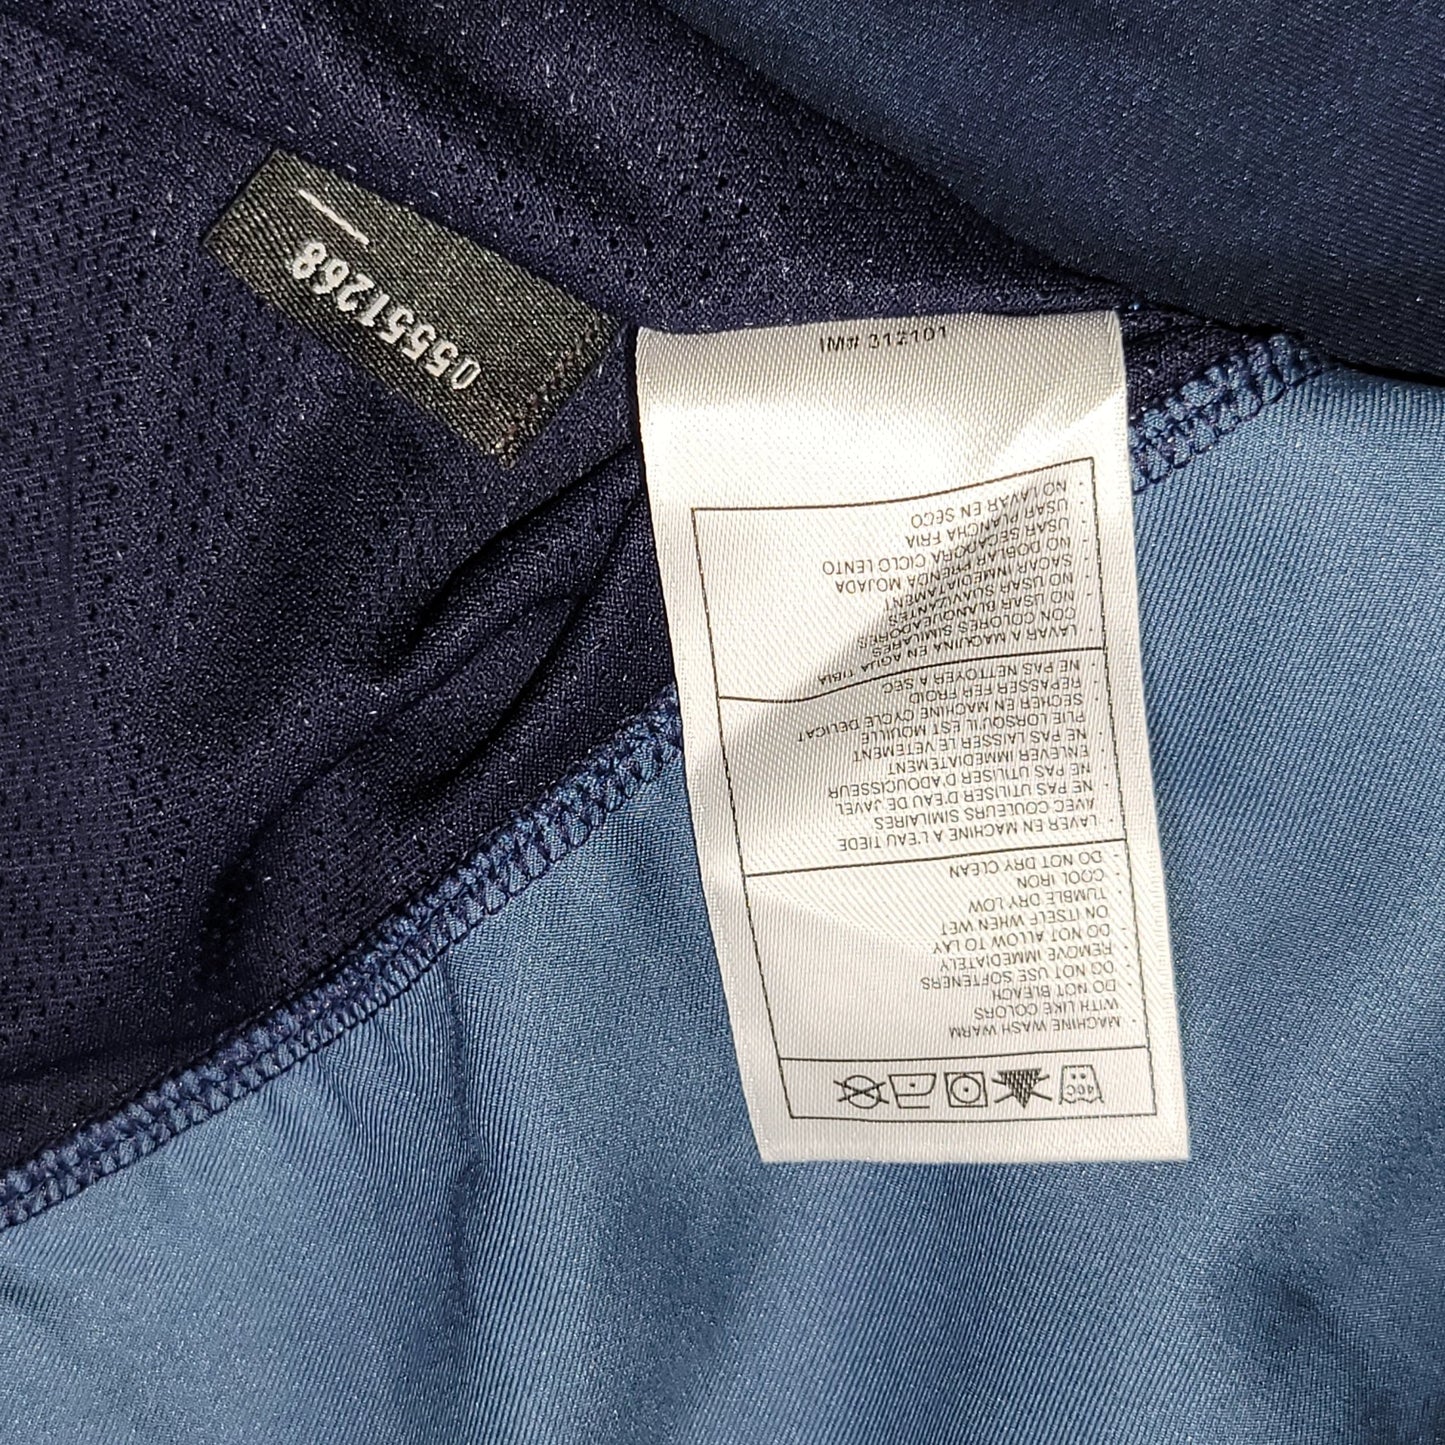 05551268
IM# 312101
40C
· MACHINE WASH WARM
WITH LIKE COLORS
· DO NOT BLEACH
· DO NOT USE SOFTENERS
· REMOVE IMMEDIATELY
· DO NOT ALLOW TO LAY
ON ITSELF WHEN WET
· TUMBLE DRY LOW
· COOL IRON
· DO NOT DRY CLEAN
· LAVER EN MACHINE A L'EAU TIEDE
AVEC COULEURS SIMILAIRES
· NE PAS UTILISER D'EAU DE JAVEL
· NE PAS UTILISER D'ADOUCISSEUR
· ENLEVER IMMEDIATEMENT
· NE PAS LAISSER LE VETEMENT
PLIE LORSQU'IL EST MOUILLE
· SECHER EN MACHINE CYCLE DELICAT
· REPASSER FER FROID
· NE PAS NETTOYER A SEC
· LAVAR A MAQUINA EN AGUA TIBIA
CON COLORES SIMILARES
· NO USAR BLANQUEADORES
· NO USAR
· SACAR INMEDIATAMENT
· NO DOBLAR PRENDA MOJADA
· USAR SECADORA CICLO LENTO
· USAR PLANCHA FRIA
· NO LAVAR EN SECO